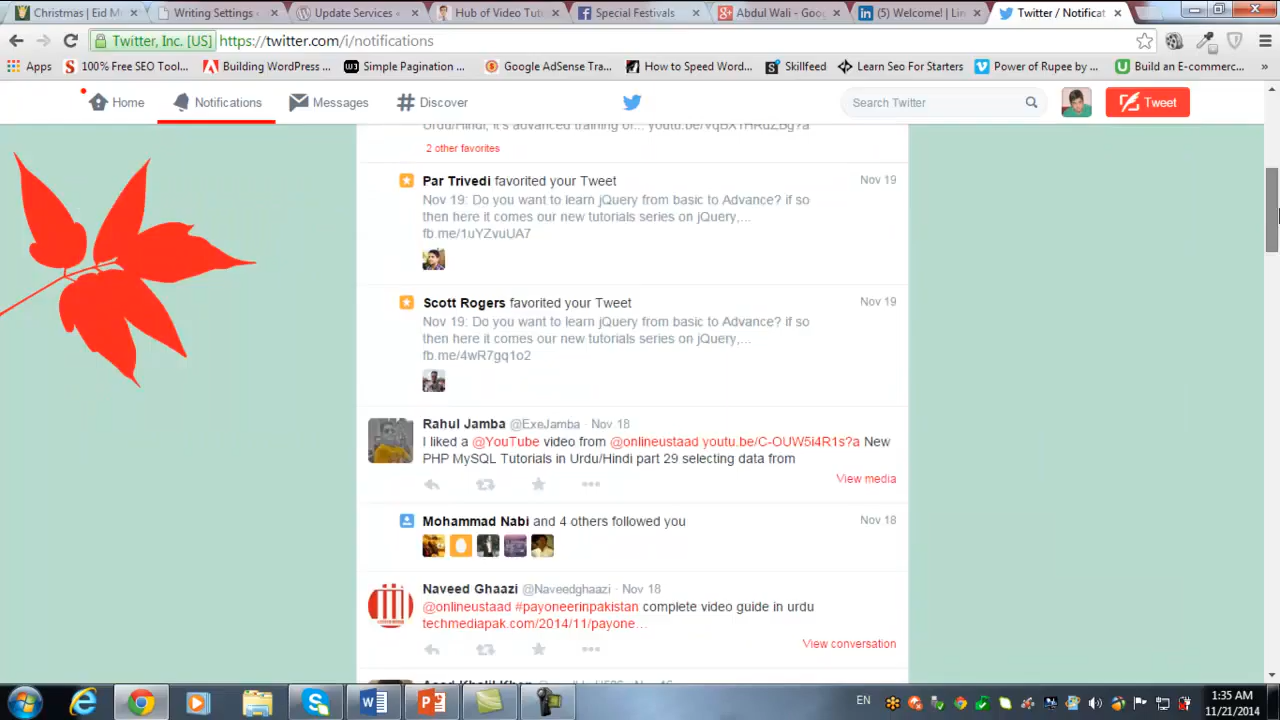 Christmas | Eid M
Writing Settings
Update Services
Hub of Video Tut
Special Festivals
Abdul Wali - Goo
(5) Welcome! | Lin
Twitter / Notificat
Twitter, Inc. [US] https://twitter.com/i/notifications
Apps
100% Free SEO Tool...
Building WordPress ...
Simple Pagination ...
Google AdSense Tra...
How to Speed Word...
Skillfeed
Learn Seo For Starters
Power of Rupee by ...
Build an E-commerc...
Home
Notifications
Messages
Discover
Search Twitter
Tweet
Urdu/Hindi, it's advanced training of... youtu.be/VqBX1HRuZBg?a
2 other favorites
Par Trivedi favorited your Tweet
Nov 19
Nov 19: Do you want to learn jQuery from basic to Advance? if so
then here it comes our new tutorials series on jQuery,...
fb.me/1uYZvuUA7
Scott Rogers favorited your Tweet
Nov 19
Nov 19: Do you want to learn jQuery from basic to Advance? if so
then here it comes our new tutorials series on jQuery,...
fb.me/4wR7gq1o2
Rahul Jamba @ExeJamba · Nov 18
I liked a @YouTube video from @onlineustaad youtu.be/C-OUW5i4R1s?a New
PHP MySQL Tutorials in Urdu/Hindi part 29 selecting data from
View media
Mohammad Nabi and 4 others followed you
Nov 18
Naveed Ghaazi @Naveedghaazi · Nov 18
@onlineustaad #payoneerinpakistan complete video guide in urdu
techmediapak.com/2014/11/payone...
View conversation
EN
1:35 AM
11/21/2014